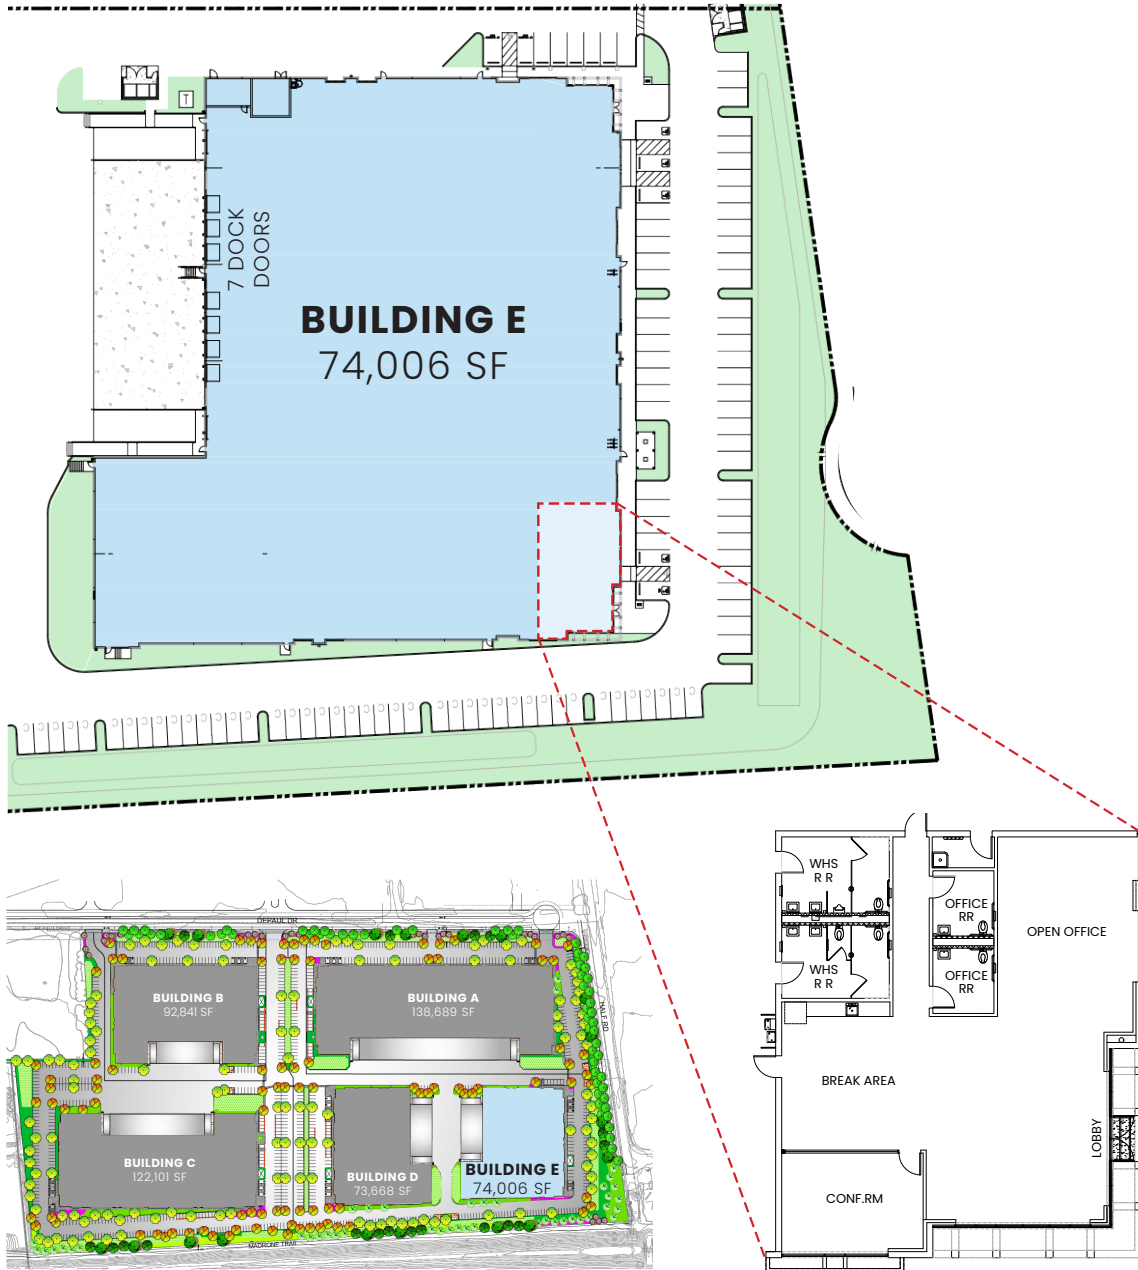 T
7 DOCK
DOORS
BUILDING E
74,006 SF
WHS
R R
OFFICE
RR
OPEN OFFICE
WHS
R R
OFFICE
RR
BREAK AREA
LOBBY
CONF.RM
DEPAUL DR
HALF RD
BUILDING B
92,841 SF
BUILDING A
138,689 SF
BUILDING C
122,101 SF
BUILDING D
73,668 SF
BUILDING E
74,006 SF
MADRONE TRAIL